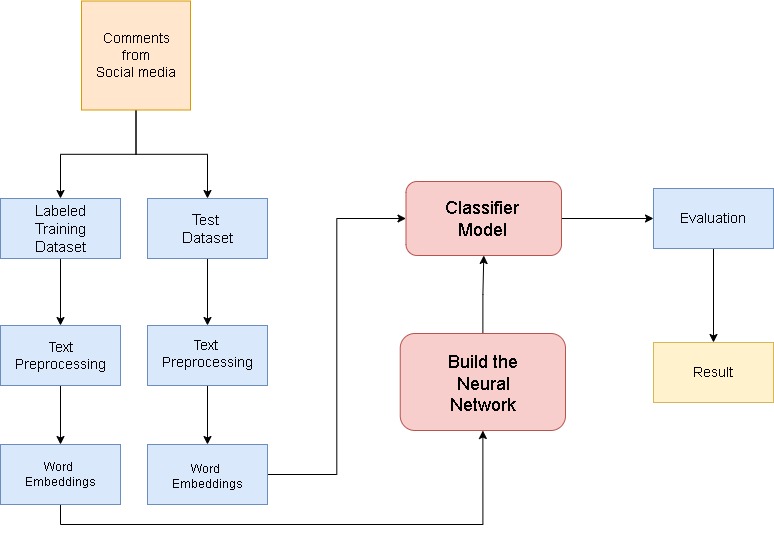 Comments
from
Social media
Labeled
Training
Dataset
Test
Dataset
Classifier
Model
Evaluation
Text
Preprocessing
Text
Preprocessing
Build the
Neural
Network
Result
Word
Embeddings
Word
Embeddings